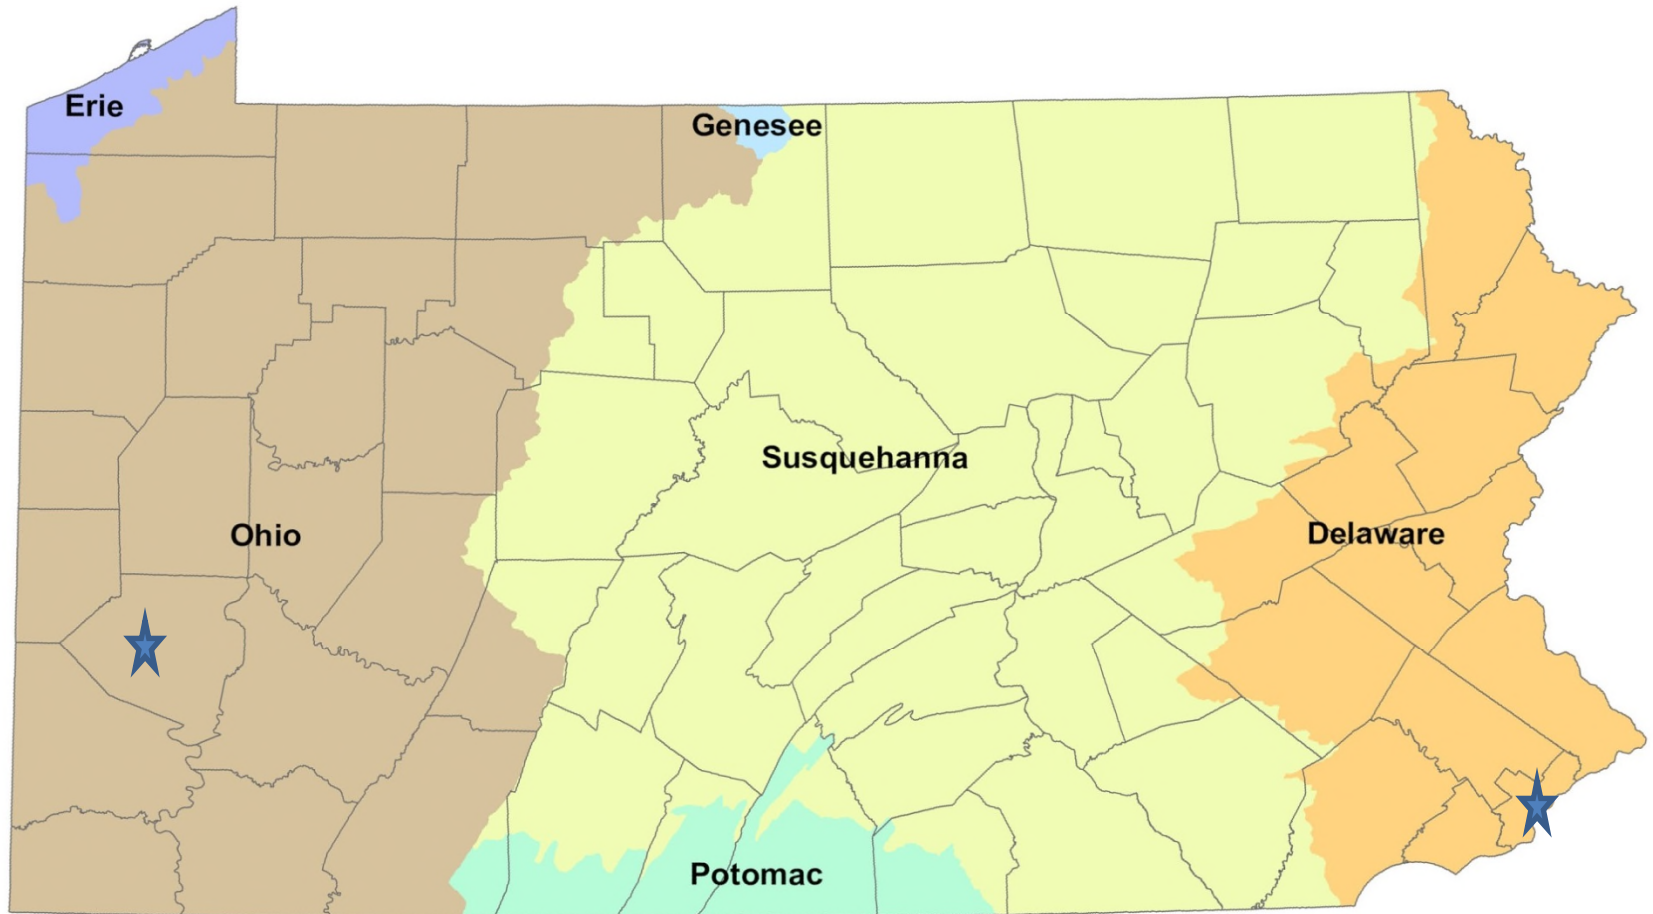 Erie
Genesee
Susquehanna
Ohio
Delaware
Potomac